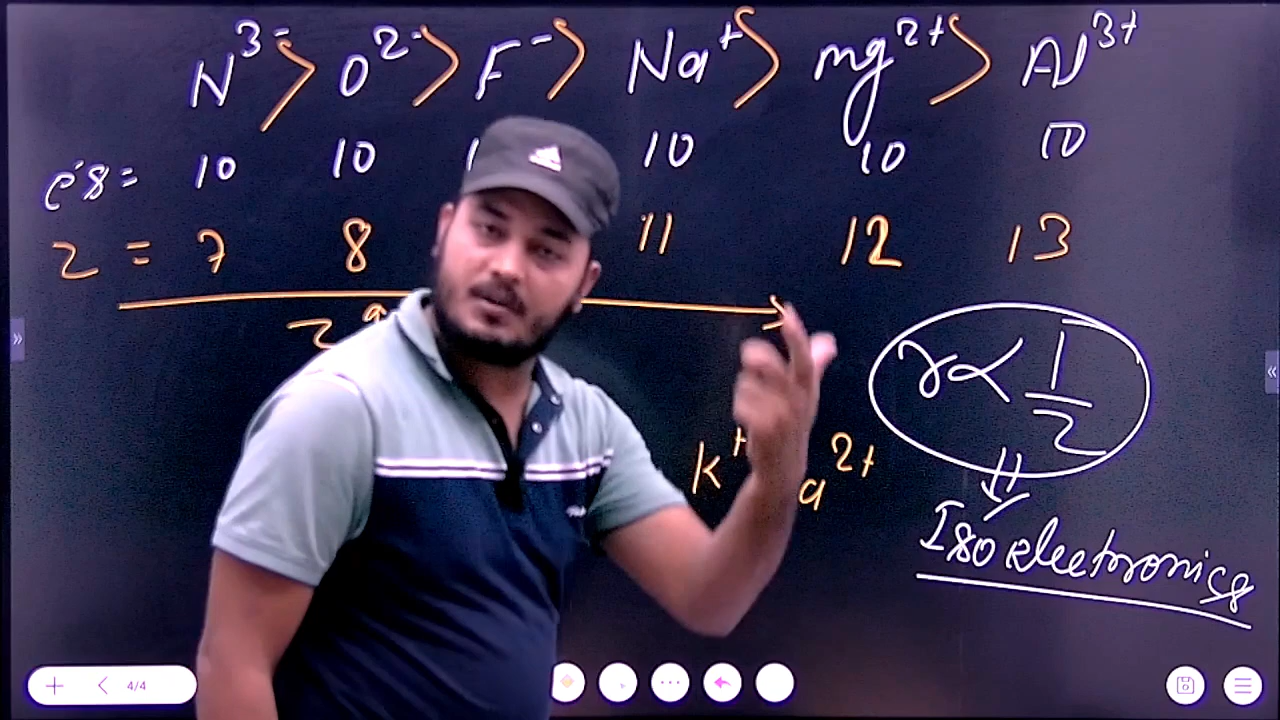 N³⁻ > O²⁻ > F⁻ > Na⁺ > Mg²⁺ > Al³⁺
e⁻s = 10 10 10 10 10
Z = 7 8 11 12 13
r ∝ 1/Z
K⁺ a²⁺
Isoelectronics
4/4